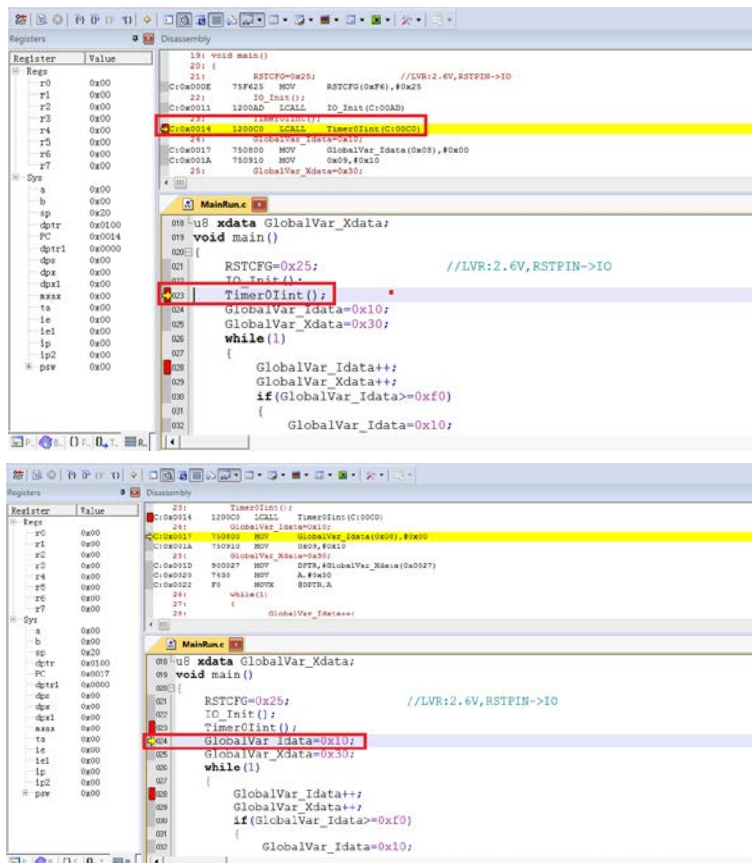 Registers
Register Value
Regs
r0 0x00
r1 0x00
r2 0x00
r3 0x00
r4 0x00
r5 0x00
r6 0x00
r7 0x00
Sys
a 0x00
b 0x00
sp 0x20
dptr 0x0100
PC 0x0014
dptr1 0x0000
dps 0x00
dpx 0x00
dpx1 0x00
mxax 0x00
ta 0x00
ie 0x00
ie1 0x00
ip 0x00
ip2 0x00
psw 0x00
Disassembly
19: void main()
20: {
21: RSTCFG=0x25; //LVR:2.6V,RSTPIN->IO
C:0x000E 75F625 MOV RSTCFG(0xF6),#0x25
22: IO_Init();
C:0x0011 1200AD LCALL IO_Init(C:00AD)
23: Timer0Iint();
C:0x0014 1200C0 LCALL Timer0Iint(C:00C0)
24: GlobalVar_Idata=0x10;
C:0x0017 750800 MOV GlobalVar_Idata(0x08),#0x00
C:0x001A 750910 MOV 0x09,#0x10
25: GlobalVar_Xdata=0x30;
MainRun.c
018 u8 xdata GlobalVar_Xdata;
019 void main()
020 {
021 RSTCFG=0x25; //LVR:2.6V,RSTPIN->IO
022 IO_Init();
023 Timer0Iint();
024 GlobalVar_Idata=0x10;
025 GlobalVar_Xdata=0x30;
026 while(1)
027 {
028 GlobalVar_Idata++;
029 GlobalVar_Xdata++;
030 if(GlobalVar_Idata>=0xf0)
031 {
032 GlobalVar_Idata=0x10;
Registers
Register Value
Regs
r0 0x00
r1 0x00
r2 0x00
r3 0x00
r4 0x00
r5 0x00
r6 0x00
r7 0x00
Sys
a 0x00
b 0x00
sp 0x20
dptr 0x0100
PC 0x0017
dptr1 0x0000
dps 0x00
dpx 0x00
dpx1 0x00
mxax 0x00
ta 0x00
ie 0x00
ie1 0x00
ip 0x00
ip2 0x00
psw 0x00
Disassembly
23: Timer0Iint();
C:0x0014 1200C0 LCALL Timer0Iint(C:00C0)
24: GlobalVar_Idata=0x10;
C:0x0017 750800 MOV GlobalVar_Idata(0x08),#0x00
C:0x001A 750910 MOV 0x09,#0x10
25: GlobalVar_Xdata=0x30;
C:0x001D 900027 MOV DPTR,#GlobalVar_Xdata(0x0027)
C:0x0020 7430 MOV A,#0x30
C:0x0022 F0 MOVX @DPTR,A
26: while(1)
27: {
28: GlobalVar_Idata++;
MainRun.c
018 u8 xdata GlobalVar_Xdata;
019 void main()
020 {
021 RSTCFG=0x25; //LVR:2.6V,RSTPIN->IO
022 IO_Init();
023 Timer0Iint();
024 GlobalVar_Idata=0x10;
025 GlobalVar_Xdata=0x30;
026 while(1)
027 {
028 GlobalVar_Idata++;
029 GlobalVar_Xdata++;
030 if(GlobalVar_Idata>=0xf0)
031 {
032 GlobalVar_Idata=0x10;